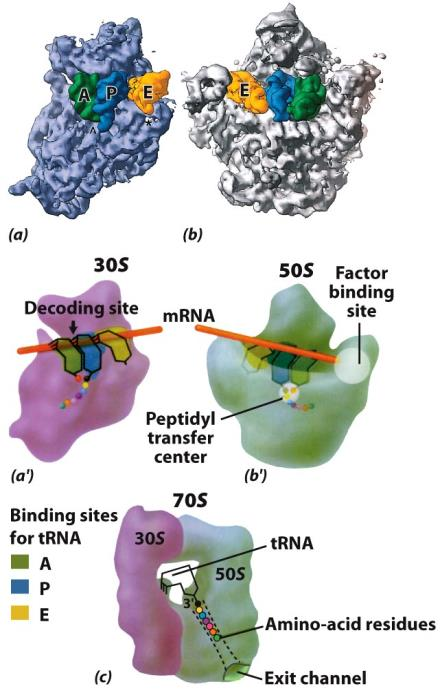 A P E
E
(a)
(b)
30S
50S
Factor
binding
site
Decoding site
mRNA
Peptidyl
transfer
center
(a')
(b')
70S
Binding sites
for tRNA
A
P
E
30S
tRNA
50S
3'
Amino-acid residues
Exit channel
(c)